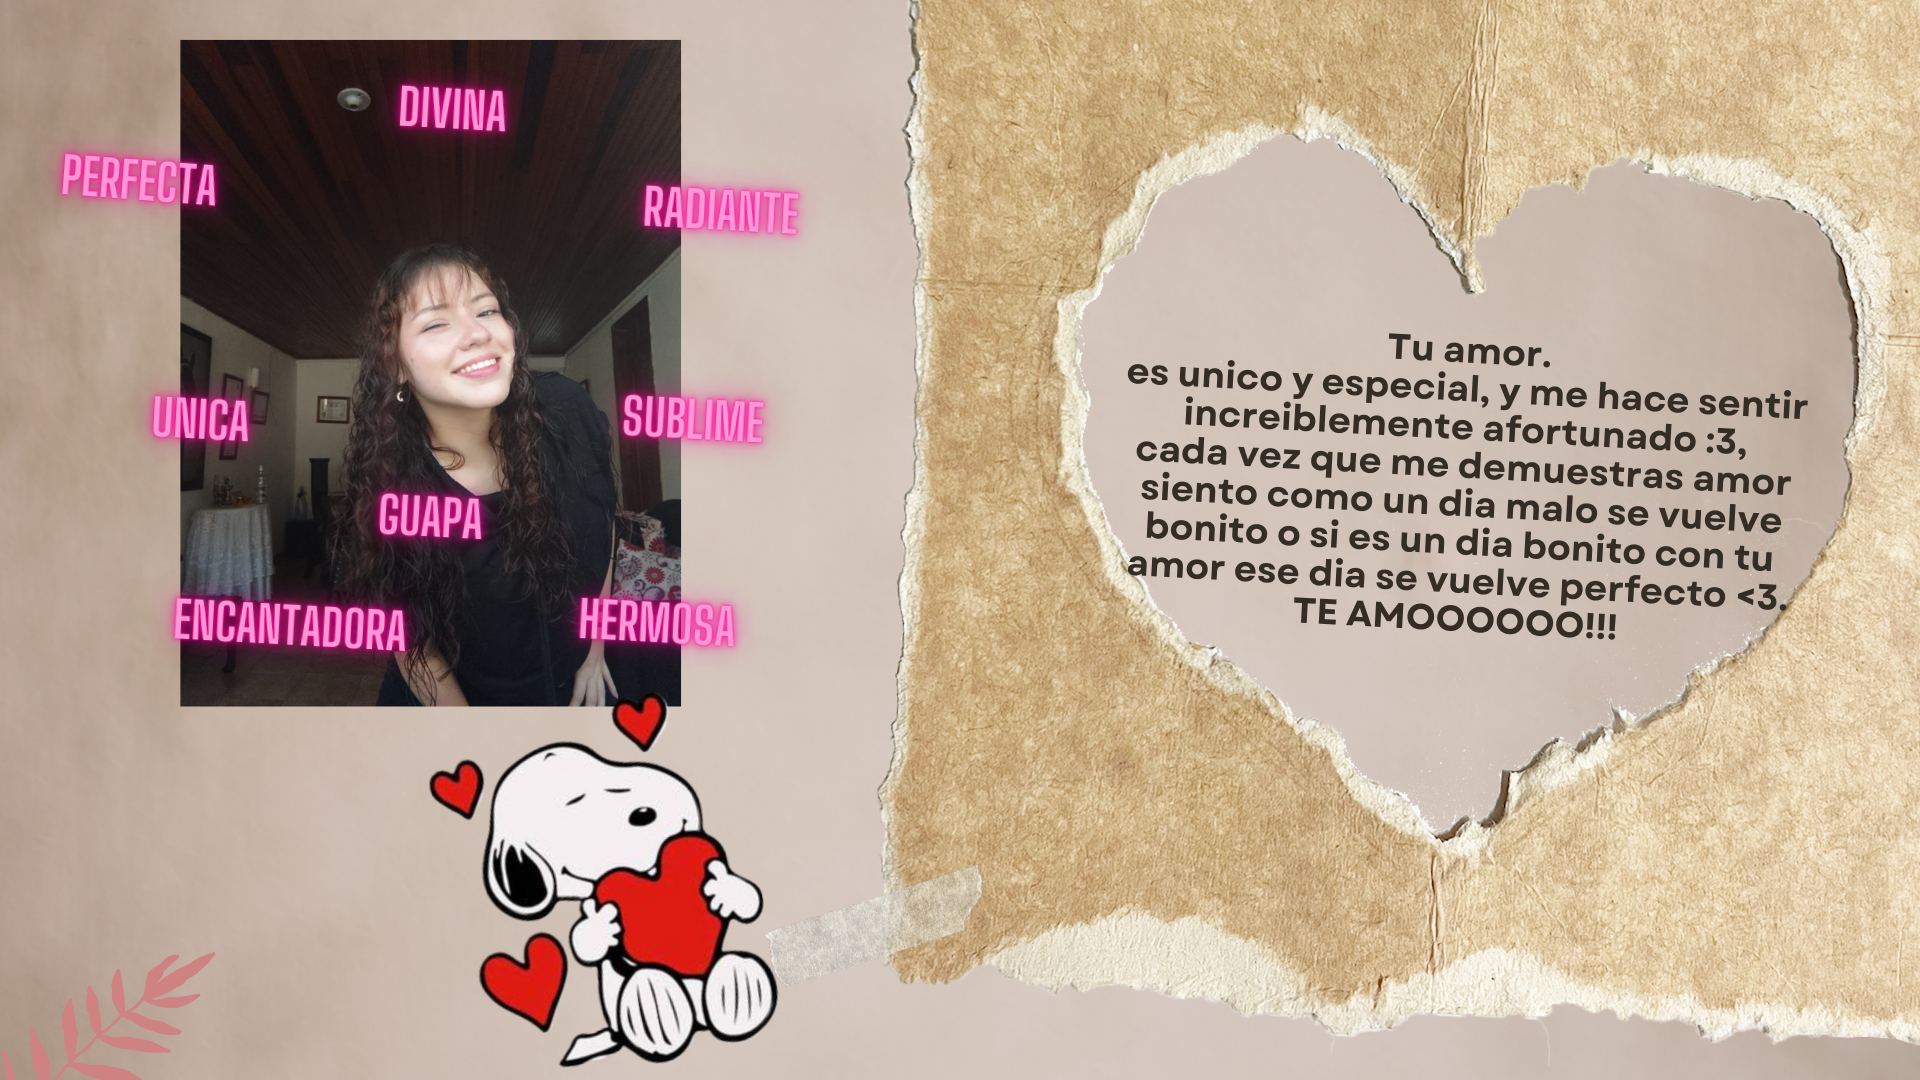 DIVINA
PERFECTA
RADIANTE
UNICA
SUBLIME
GUAPA
ENCANTADORA
HERMOSA
Tu amor.
es unico y especial, y me hace sentir
increiblemente afortunado :3,
cada vez que me demuestras amor
siento como un dia malo se vuelve
bonito o si es un dia bonito con tu
amor ese dia se vuelve perfecto <3.
TE AMOOOOOO!!!